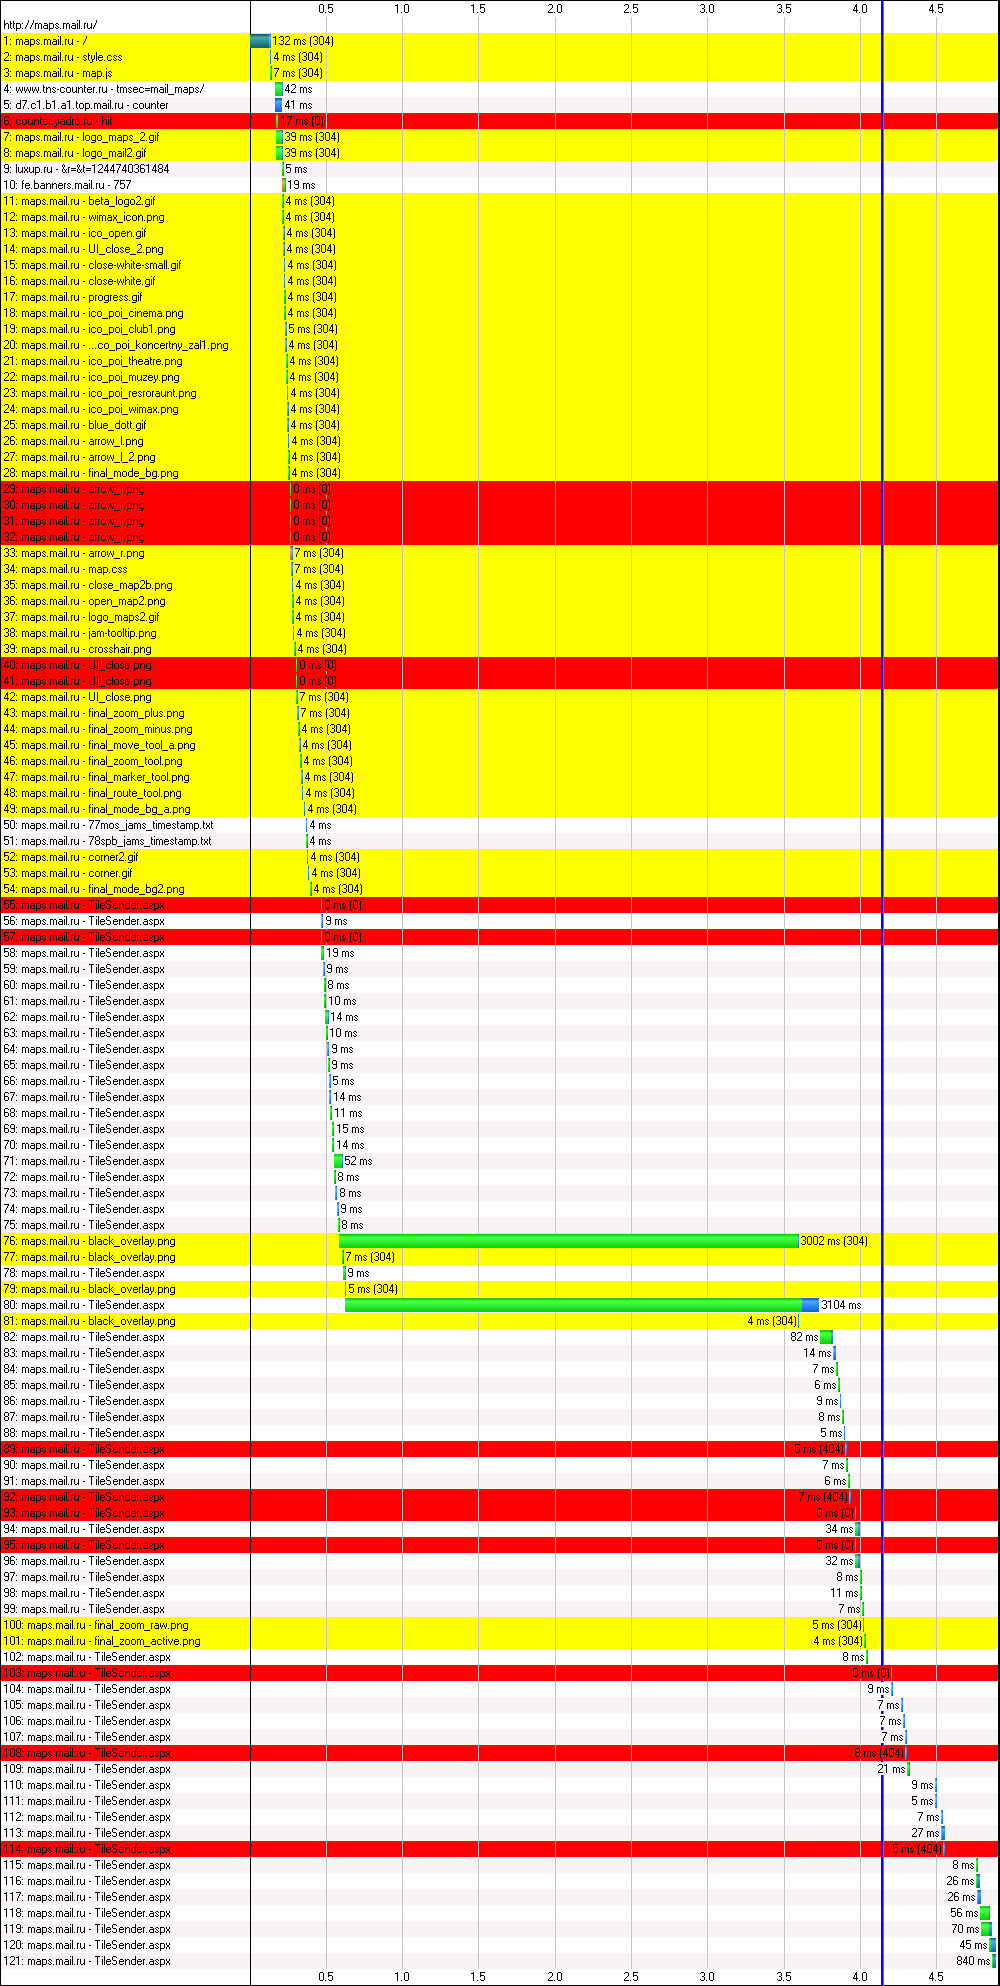 0.5 1.0 1.5 2.0 2.5 3.0 3.5 4.0 4.5
http://maps.mail.ru/
1: maps.mail.ru - / 132 ms (304)
2: maps.mail.ru - style.css 4 ms (304)
3: maps.mail.ru - map.js 7 ms (304)
4: www.tns-counter.ru - tmsec=mail_maps/ 42 ms
5: d7.c1.b1.a1.top.mail.ru - counter 41 ms
6: counter.yadro.ru - hit 17 ms (0)
7: maps.mail.ru - logo_maps_2.gif 39 ms (304)
8: maps.mail.ru - logo_mail2.gif 39 ms (304)
9: luxup.ru - &r=&t=1244740361484 5 ms
10: fe.banners.mail.ru - 757 19 ms
11: maps.mail.ru - beta_logo2.gif 4 ms (304)
12: maps.mail.ru - wimax_icon.png 4 ms (304)
13: maps.mail.ru - ico_open.gif 4 ms (304)
14: maps.mail.ru - UI_close_2.png 4 ms (304)
15: maps.mail.ru - close-white-small.gif 4 ms (304)
16: maps.mail.ru - close-white.gif 4 ms (304)
17: maps.mail.ru - progress.gif 4 ms (304)
18: maps.mail.ru - ico_poi_cinema.png 4 ms (304)
19: maps.mail.ru - ico_poi_club1.png 5 ms (304)
20: maps.mail.ru - ...co_poi_koncertny_zal1.png 4 ms (304)
21: maps.mail.ru - ico_poi_theatre.png 4 ms (304)
22: maps.mail.ru - ico_poi_muzey.png 4 ms (304)
23: maps.mail.ru - ico_poi_resroraunt.png 4 ms (304)
24: maps.mail.ru - ico_poi_wimax.png 4 ms (304)
25: maps.mail.ru - blue_dott.gif 4 ms (304)
26: maps.mail.ru - arrow_l.png 4 ms (304)
27: maps.mail.ru - arrow_l_2.png 4 ms (304)
28: maps.mail.ru - final_mode_bg.png 4 ms (304)
29: maps.mail.ru - arrow_r.png 0 ms (0)
30: maps.mail.ru - arrow_r.png 0 ms (0)
31: maps.mail.ru - arrow_r.png 0 ms (0)
32: maps.mail.ru - arrow_r.png 0 ms (0)
33: maps.mail.ru - arrow_r.png 7 ms (304)
34: maps.mail.ru - map.css 7 ms (304)
35: maps.mail.ru - close_map2b.png 4 ms (304)
36: maps.mail.ru - open_map2.png 4 ms (304)
37: maps.mail.ru - logo_maps2.gif 4 ms (304)
38: maps.mail.ru - jam-tooltip.png 4 ms (304)
39: maps.mail.ru - crosshair.png 4 ms (304)
40: maps.mail.ru - UI_close.png 0 ms (0)
41: maps.mail.ru - UI_close.png 0 ms (0)
42: maps.mail.ru - UI_close.png 7 ms (304)
43: maps.mail.ru - final_zoom_plus.png 7 ms (304)
44: maps.mail.ru - final_zoom_minus.png 4 ms (304)
45: maps.mail.ru - final_move_tool_a.png 4 ms (304)
46: maps.mail.ru - final_zoom_tool.png 4 ms (304)
47: maps.mail.ru - final_marker_tool.png 4 ms (304)
48: maps.mail.ru - final_route_tool.png 4 ms (304)
49: maps.mail.ru - final_mode_bg_a.png 4 ms (304)
50: maps.mail.ru - 77mos_jams_timestamp.txt 4 ms
51: maps.mail.ru - 78spb_jams_timestamp.txt 4 ms
52: maps.mail.ru - corner2.gif 4 ms (304)
53: maps.mail.ru - corner.gif 4 ms (304)
54: maps.mail.ru - final_mode_bg2.png 4 ms (304)
55: maps.mail.ru - TileSender.aspx 0 ms (0)
56: maps.mail.ru - TileSender.aspx 9 ms
57: maps.mail.ru - TileSender.aspx 0 ms (0)
58: maps.mail.ru - TileSender.aspx 19 ms
59: maps.mail.ru - TileSender.aspx 9 ms
60: maps.mail.ru - TileSender.aspx 8 ms
61: maps.mail.ru - TileSender.aspx 10 ms
62: maps.mail.ru - TileSender.aspx 14 ms
63: maps.mail.ru - TileSender.aspx 10 ms
64: maps.mail.ru - TileSender.aspx 9 ms
65: maps.mail.ru - TileSender.aspx 9 ms
66: maps.mail.ru - TileSender.aspx 5 ms
67: maps.mail.ru - TileSender.aspx 14 ms
68: maps.mail.ru - TileSender.aspx 11 ms
69: maps.mail.ru - TileSender.aspx 15 ms
70: maps.mail.ru - TileSender.aspx 14 ms
71: maps.mail.ru - TileSender.aspx 52 ms
72: maps.mail.ru - TileSender.aspx 8 ms
73: maps.mail.ru - TileSender.aspx 8 ms
74: maps.mail.ru - TileSender.aspx 9 ms
75: maps.mail.ru - TileSender.aspx 8 ms
76: maps.mail.ru - black_overlay.png 3002 ms (304)
77: maps.mail.ru - black_overlay.png 7 ms (304)
78: maps.mail.ru - TileSender.aspx 9 ms
79: maps.mail.ru - black_overlay.png 5 ms (304)
80: maps.mail.ru - TileSender.aspx 3104 ms
81: maps.mail.ru - black_overlay.png 4 ms (304)
82: maps.mail.ru - TileSender.aspx 82 ms
83: maps.mail.ru - TileSender.aspx 14 ms
84: maps.mail.ru - TileSender.aspx 7 ms
85: maps.mail.ru - TileSender.aspx 6 ms
86: maps.mail.ru - TileSender.aspx 9 ms
87: maps.mail.ru - TileSender.aspx 8 ms
88: maps.mail.ru - TileSender.aspx 5 ms
89: maps.mail.ru - TileSender.aspx 5 ms (404)
90: maps.mail.ru - TileSender.aspx 7 ms
91: maps.mail.ru - TileSender.aspx 6 ms
92: maps.mail.ru - TileSender.aspx 7 ms (404)
93: maps.mail.ru - TileSender.aspx 0 ms (0)
94: maps.mail.ru - TileSender.aspx 34 ms
95: maps.mail.ru - TileSender.aspx 0 ms (0)
96: maps.mail.ru - TileSender.aspx 32 ms
97: maps.mail.ru - TileSender.aspx 8 ms
98: maps.mail.ru - TileSender.aspx 11 ms
99: maps.mail.ru - TileSender.aspx 7 ms
100: maps.mail.ru - final_zoom_raw.png 5 ms (304)
101: maps.mail.ru - final_zoom_active.png 4 ms (304)
102: maps.mail.ru - TileSender.aspx 8 ms
103: maps.mail.ru - TileSender.aspx 0 ms (0)
104: maps.mail.ru - TileSender.aspx 9 ms
105: maps.mail.ru - TileSender.aspx 7 ms
106: maps.mail.ru - TileSender.aspx 7 ms
107: maps.mail.ru - TileSender.aspx 7 ms
108: maps.mail.ru - TileSender.aspx 8 ms (404)
109: maps.mail.ru - TileSender.aspx 21 ms
110: maps.mail.ru - TileSender.aspx 9 ms
111: maps.mail.ru - TileSender.aspx 5 ms
112: maps.mail.ru - TileSender.aspx 7 ms
113: maps.mail.ru - TileSender.aspx 27 ms
114: maps.mail.ru - TileSender.aspx 5 ms (404)
115: maps.mail.ru - TileSender.aspx 8 ms
116: maps.mail.ru - TileSender.aspx 26 ms
117: maps.mail.ru - TileSender.aspx 26 ms
118: maps.mail.ru - TileSender.aspx 56 ms
119: maps.mail.ru - TileSender.aspx 70 ms
120: maps.mail.ru - TileSender.aspx 45 ms
121: maps.mail.ru - TileSender.aspx 840 ms
0.5 1.0 1.5 2.0 2.5 3.0 3.5 4.0 4.5